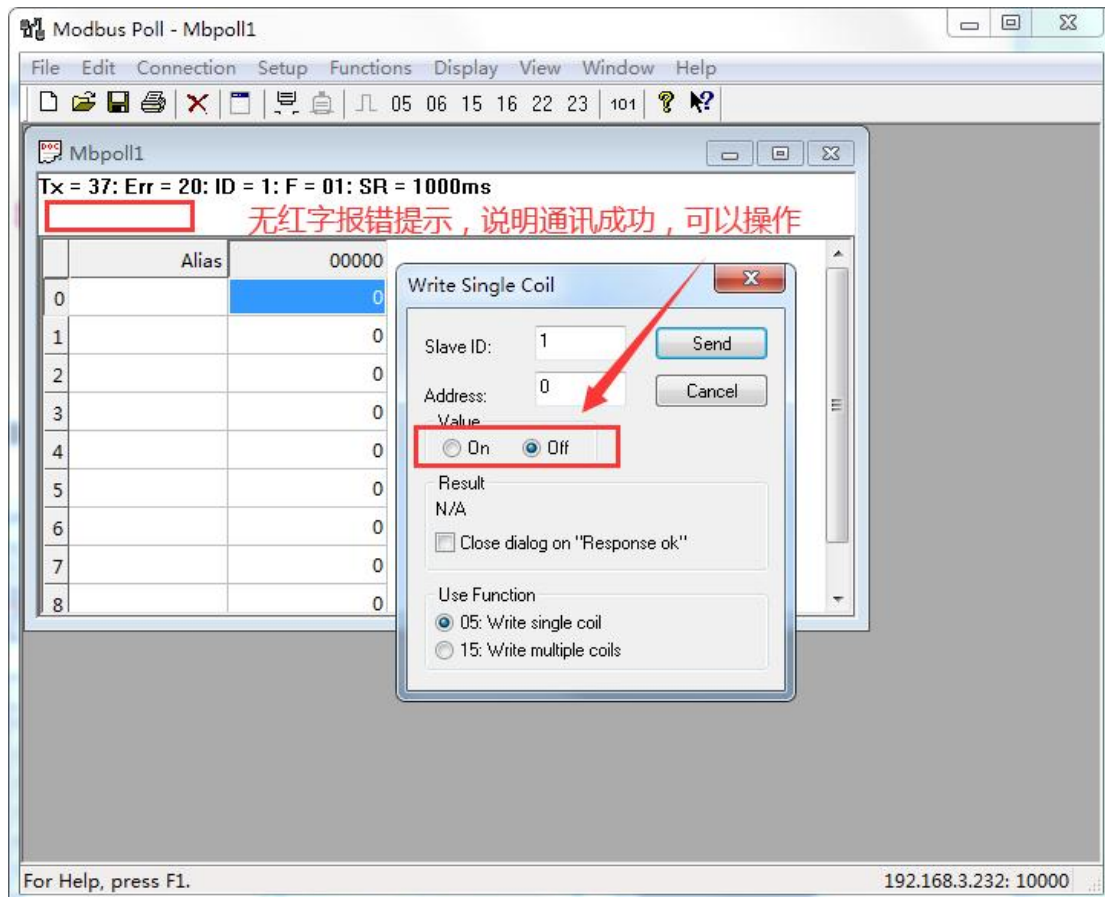 Modbus Poll - Mbpoll1
File Edit Connection Setup Functions Display View Window Help
05 06 15 16 22 23 101
Mbpoll1
Tx = 37: Err = 20: ID = 1: F = 01: SR = 1000ms
无红字报错提示，说明通讯成功，可以操作
Alias 00000
0 0
1 0
2 0
3 0
4 0
5 0
6 0
7 0
8 0
Write Single Coil
Slave ID: 1 Send
Address: 0 Cancel
Value
On Off
Result
N/A
Close dialog on "Response ok"
Use Function
05: Write single coil
15: Write multiple coils
For Help, press F1. 192.168.3.232: 10000